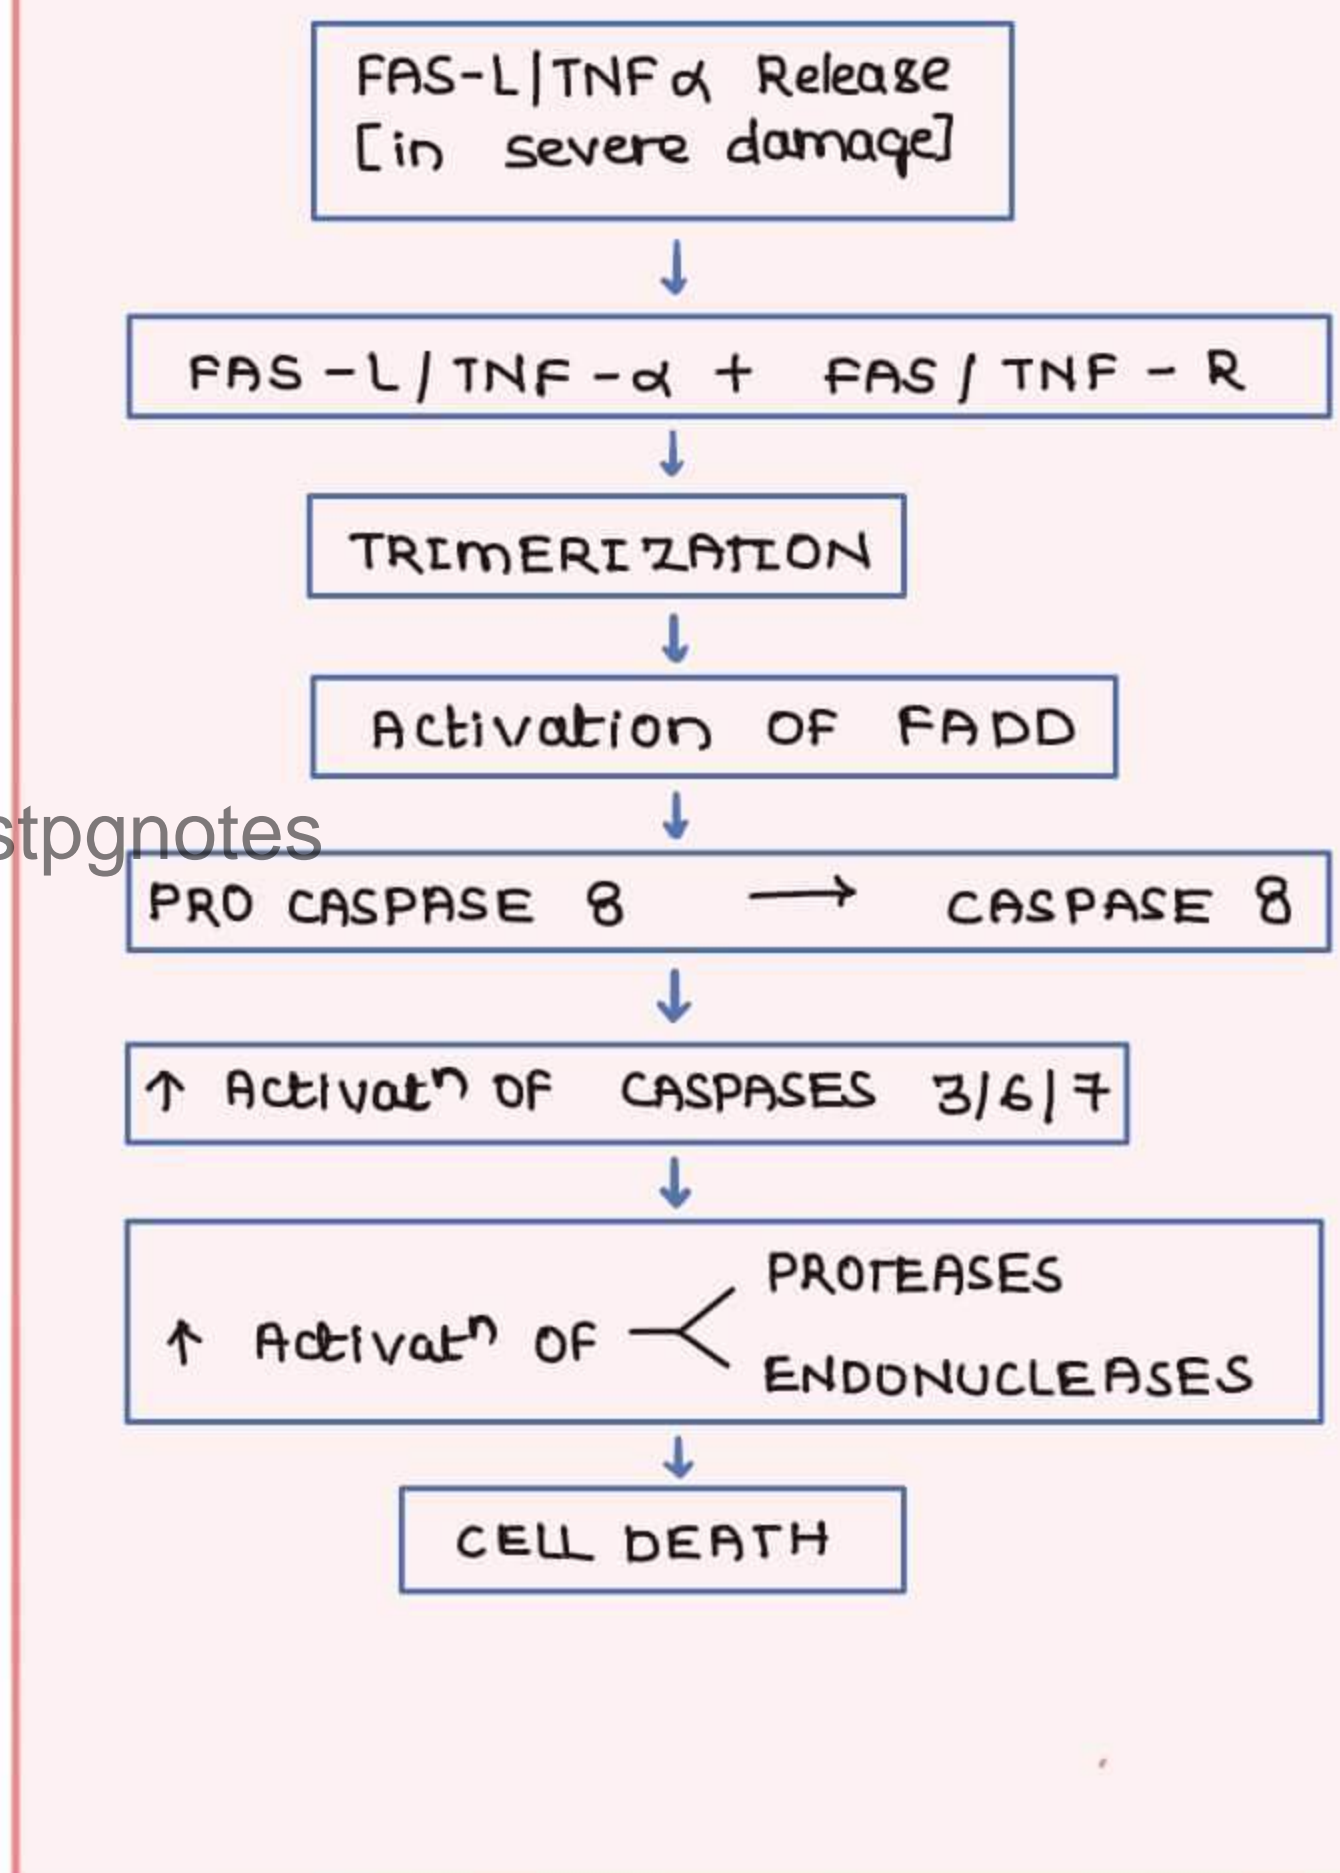 FAS-L|TNFα Release
[in severe damage]
↓
FAS-L/TNF-α + FAS/TNF-R
↓
TRIMERIZATION
↓
Activation OF FADD
↓
stpgnotes
PRO CASPASE 8 → CASPASE 8
↓
↑ Activatⁿ OF CASPASES 3/6|7
↓
PROTEASES
↑ Activatⁿ OF
ENDONUCLEASES
↓
CELL DEATH